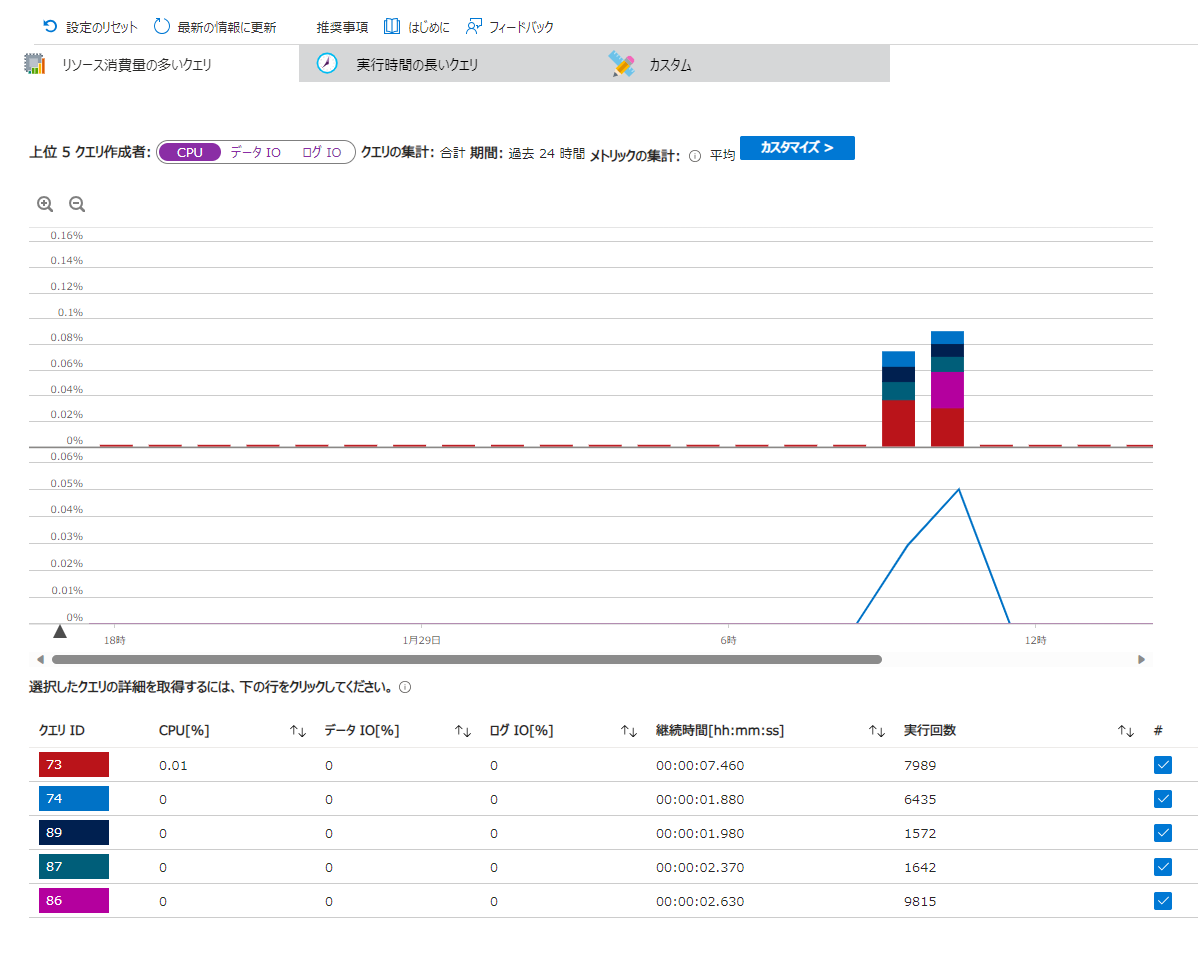 設定のリセット 最新の情報に更新 推奨事項 はじめに フィードバック
リソース消費量の多いクエリ 実行時間の長いクエリ カスタム
上位 5 クエリ作成者: CPU データ IO ログ IO クエリの集計: 合計 期間: 過去 24 時間 メトリックの集計: 平均 カスタマイズ >
0.16%
0.14%
0.12%
0.1%
0.08%
0.06%
0.04%
0.02%
0%
0.06%
0.05%
0.04%
0.03%
0.02%
0.01%
0%
18時 1月29日 6時 12時
選択したクエリの詳細を取得するには、下の行をクリックしてください。
クエリ ID CPU[%] データ IO[%] ログ IO[%] 継続時間[hh:mm:ss] 実行回数 #
73 0.01 0 0 00:00:07.460 7989
74 0 0 0 00:00:01.880 6435
89 0 0 0 00:00:01.980 1572
87 0 0 0 00:00:02.370 1642
86 0 0 0 00:00:02.630 9815